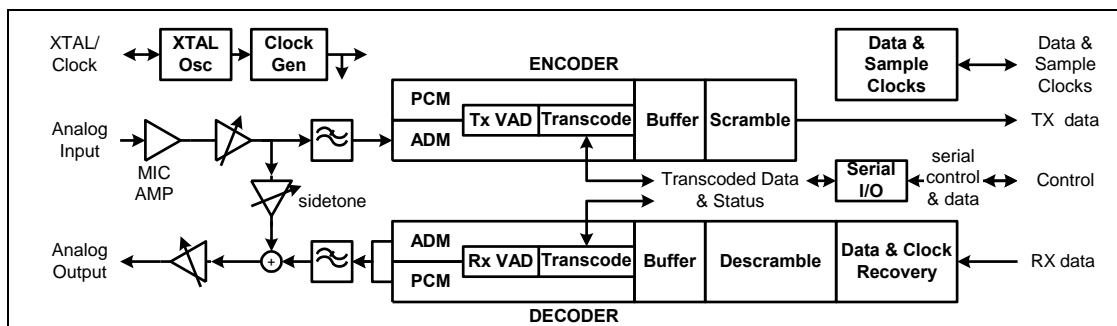 XTAL/
Clock
XTAL
Osc
Clock
Gen
ENCODER
Data &
Sample
Clocks
Data &
Sample
Clocks
PCM
ADM
Tx VAD
Transcode
Buffer
Scramble
TX data
Analog
Input
MIC
AMP
sidetone
Transcoded Data
& Status
Serial
I/O
serial
control
& data
Control
Analog
Output
+
ADM
PCM
Rx VAD
Transcode
Buffer
Descramble
Data & Clock
Recovery
RX data
DECODER